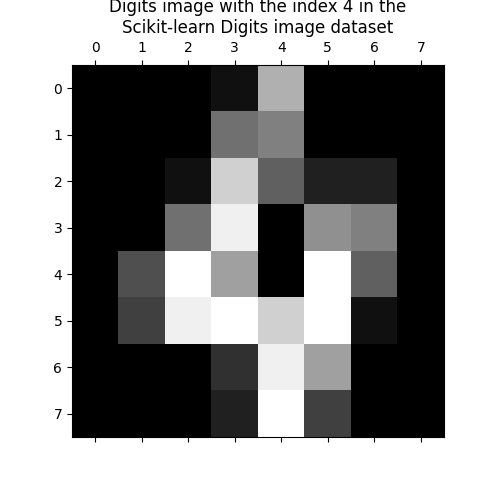 Digits image with the index 4 in the
Scikit-learn Digits image dataset
0 1 2 3 4 5 6 7
0
1
2
3
4
5
6
7